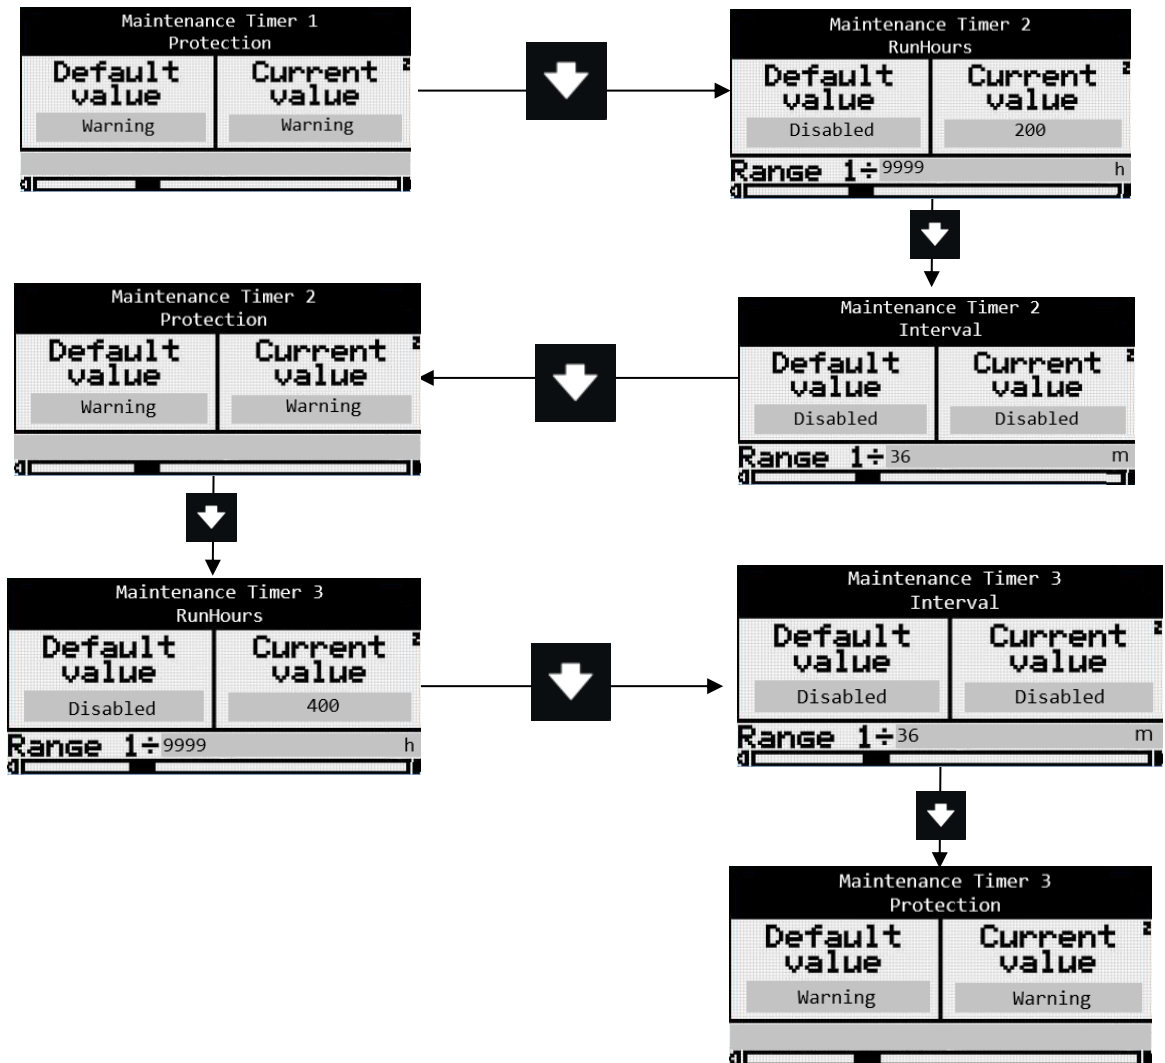 Maintenance Timer 1
Protection
Default value
Current value
Warning
Warning
Maintenance Timer 2
RunHours
Default value
Current value
Disabled
200
Range 1÷9999 h
Maintenance Timer 2
Interval
Default value
Current value
Disabled
Disabled
Range 1÷36 m
Maintenance Timer 2
Protection
Default value
Current value
Warning
Warning
Maintenance Timer 3
RunHours
Default value
Current value
Disabled
400
Range 1÷9999 h
Maintenance Timer 3
Interval
Default value
Current value
Disabled
Disabled
Range 1÷36 m
Maintenance Timer 3
Protection
Default value
Current value
Warning
Warning